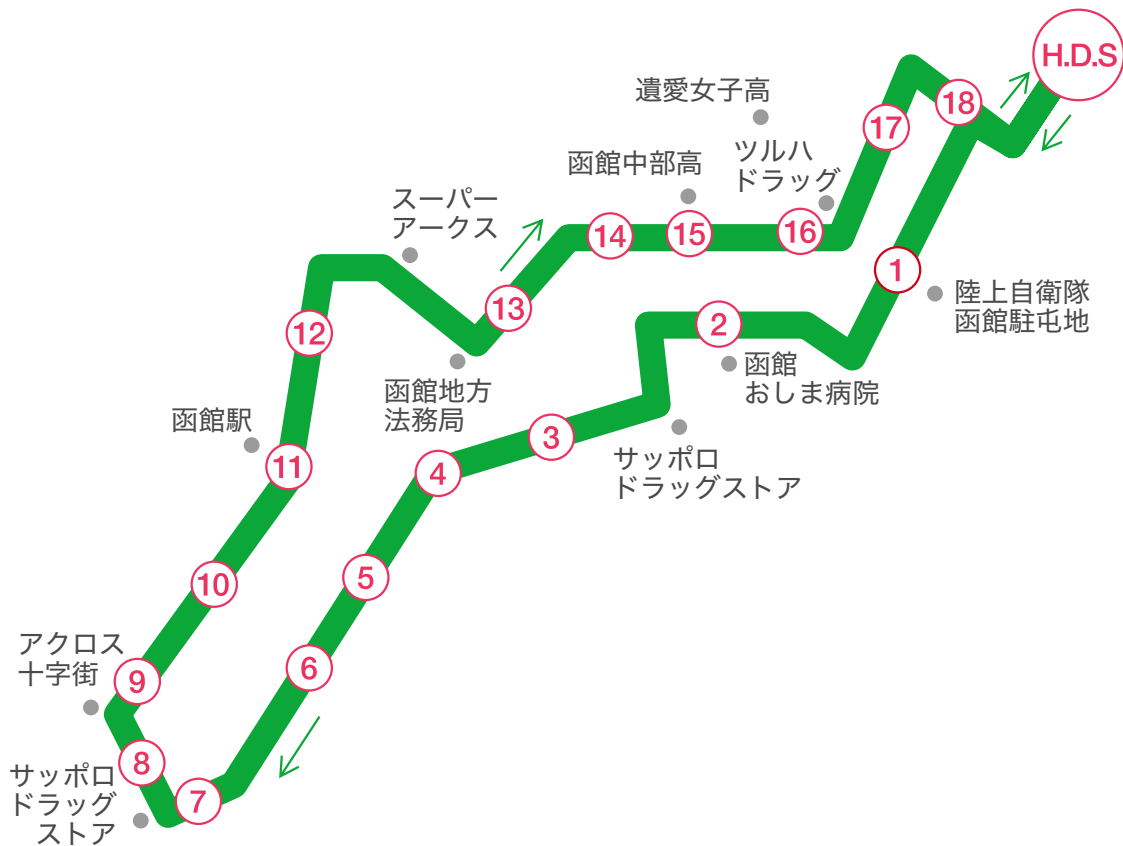 H.D.S
遺愛女子高
18
17
ツルハ
ドラッグ
函館中部高
スーパー
アークス
14
15
16
1
陸上自衛隊
函館駐屯地
13
12
2
函館
おしま病院
函館地方
法務局
函館駅
3
サッポロ
ドラッグストア
11
4
10
5
アクロス
十字街
9
6
8
サッポロ
ドラッグ
ストア
7